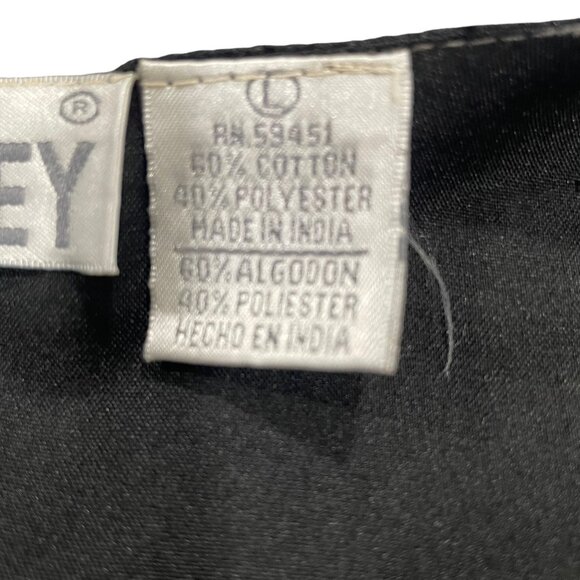 ®
EY
L
RN 59451
60% COTTON
40% POLYESTER
MADE IN INDIA
60% ALGODON
40% POLIESTER
HECHO EN INDIA